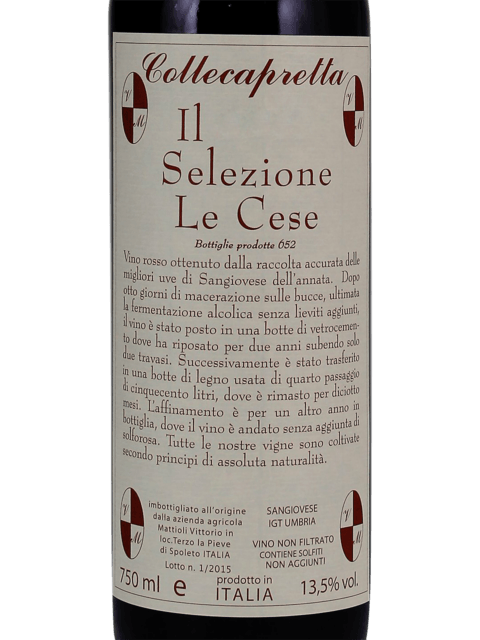 Collecapretta
V
M
V
M
Il
Selezione
Le Cese
Bottiglie prodotte 652
Vino rosso ottenuto dalla raccolta accurata delle
migliori uve di Sangiovese dell'annata. Dopo
otto giorni di macerazione sulle bucce, ultimata
la fermentazione alcolica senza lieviti aggiunti,
il vino è stato posto in una botte di vetrocemen-
to dove ha riposato per due anni subendo solo
due travasi. Successivamente è stato trasferito
in una botte di legno usata di quarto passaggio
di cinquecento litri, dove è rimasto per diciotto
mesi. L'affinamento è per un altro anno in
bottiglia, dove il vino è andato senza aggiunta di
solforosa. Tutte le nostre vigne sono coltivate
secondo principi di assoluta naturalità.
V
M
imbottigliato all'origine
dalla azienda agricola
Mattioli Vittorio in
loc.Terzo la Pieve
di Spoleto ITALIA
Lotto n. 1/2015
SANGIOVESE
IGT UMBRIA
VINO NON FILTRATO
CONTIENE SOLFITI
NON AGGIUNTI
V
M
750 ml e
prodotto in
ITALIA
13,5% vol.